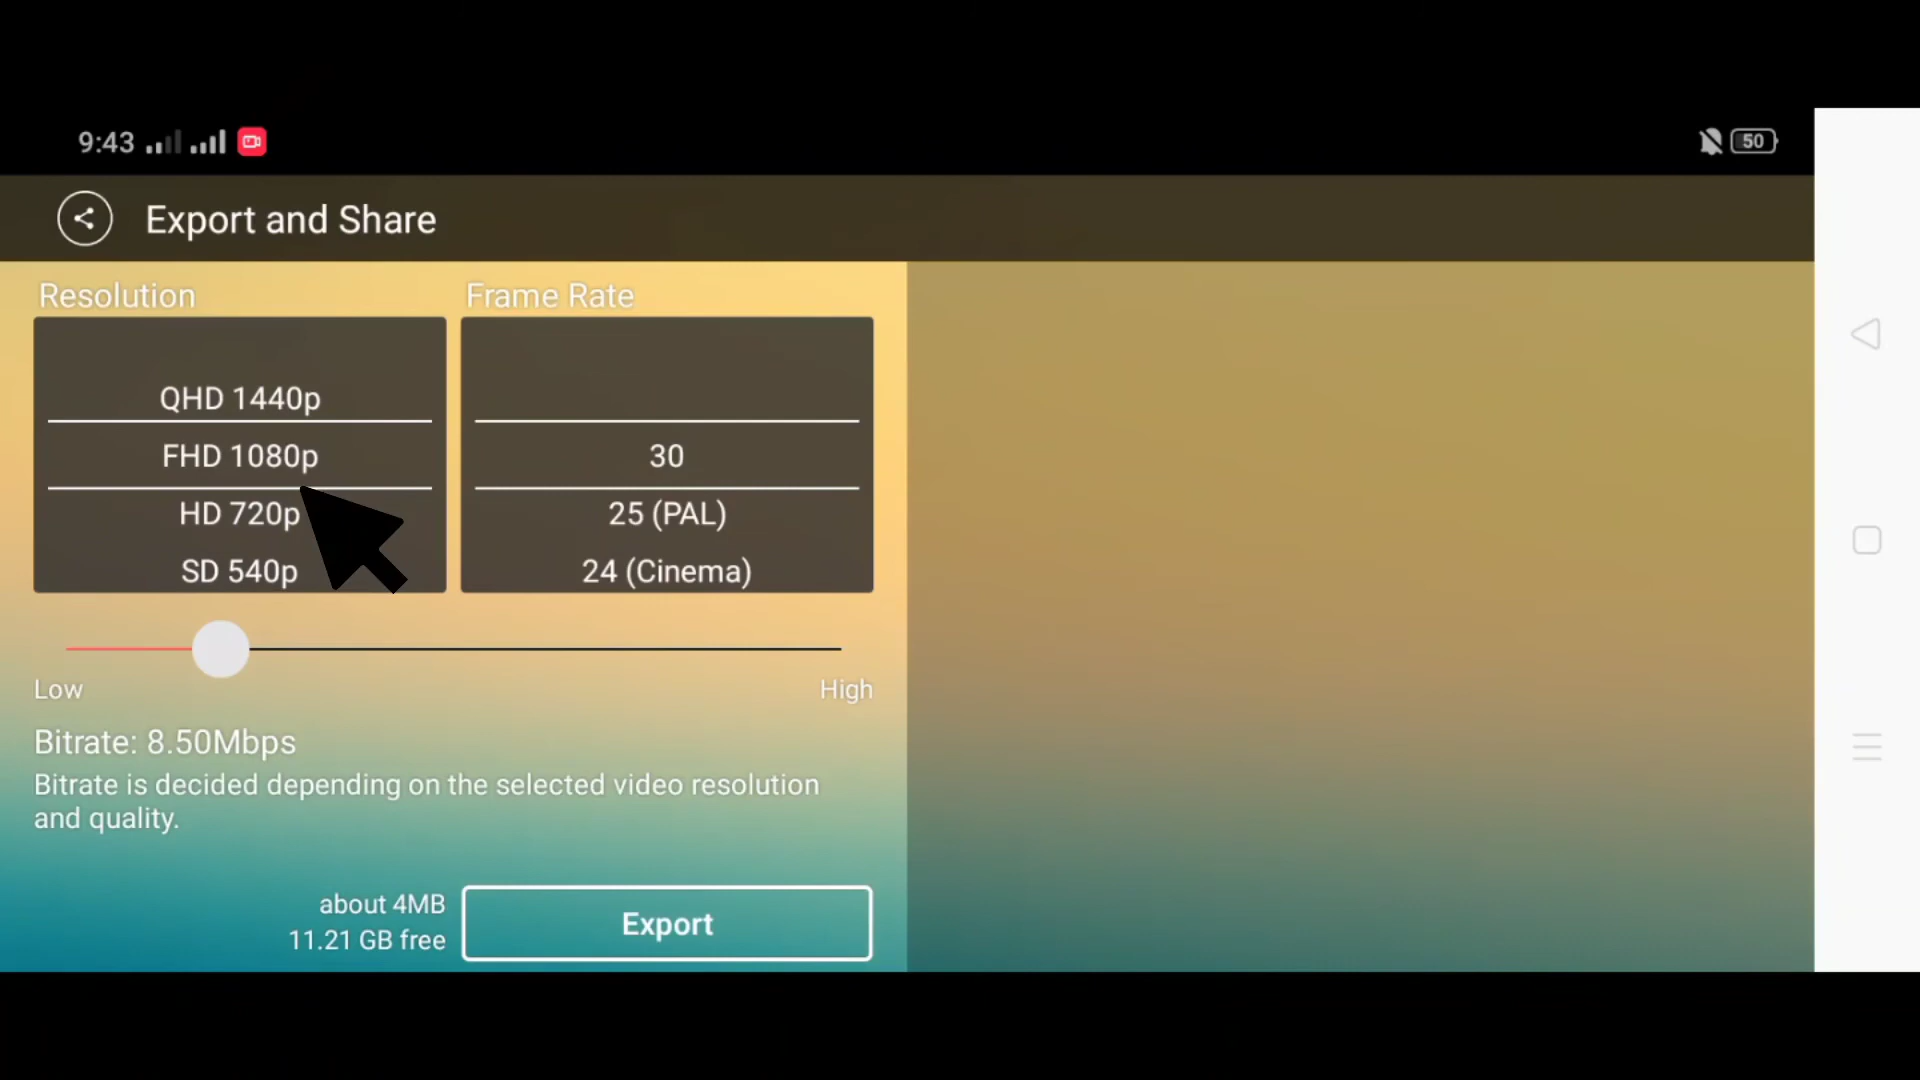 9:43
50
Export and Share
Resolution
Frame Rate
QHD 1440p
FHD 1080p
HD 720p
SD 540p
30
25 (PAL)
24 (Cinema)
Low
High
Bitrate: 8.50Mbps
Bitrate is decided depending on the selected video resolution
and quality.
about 4MB
11.21 GB free
Export